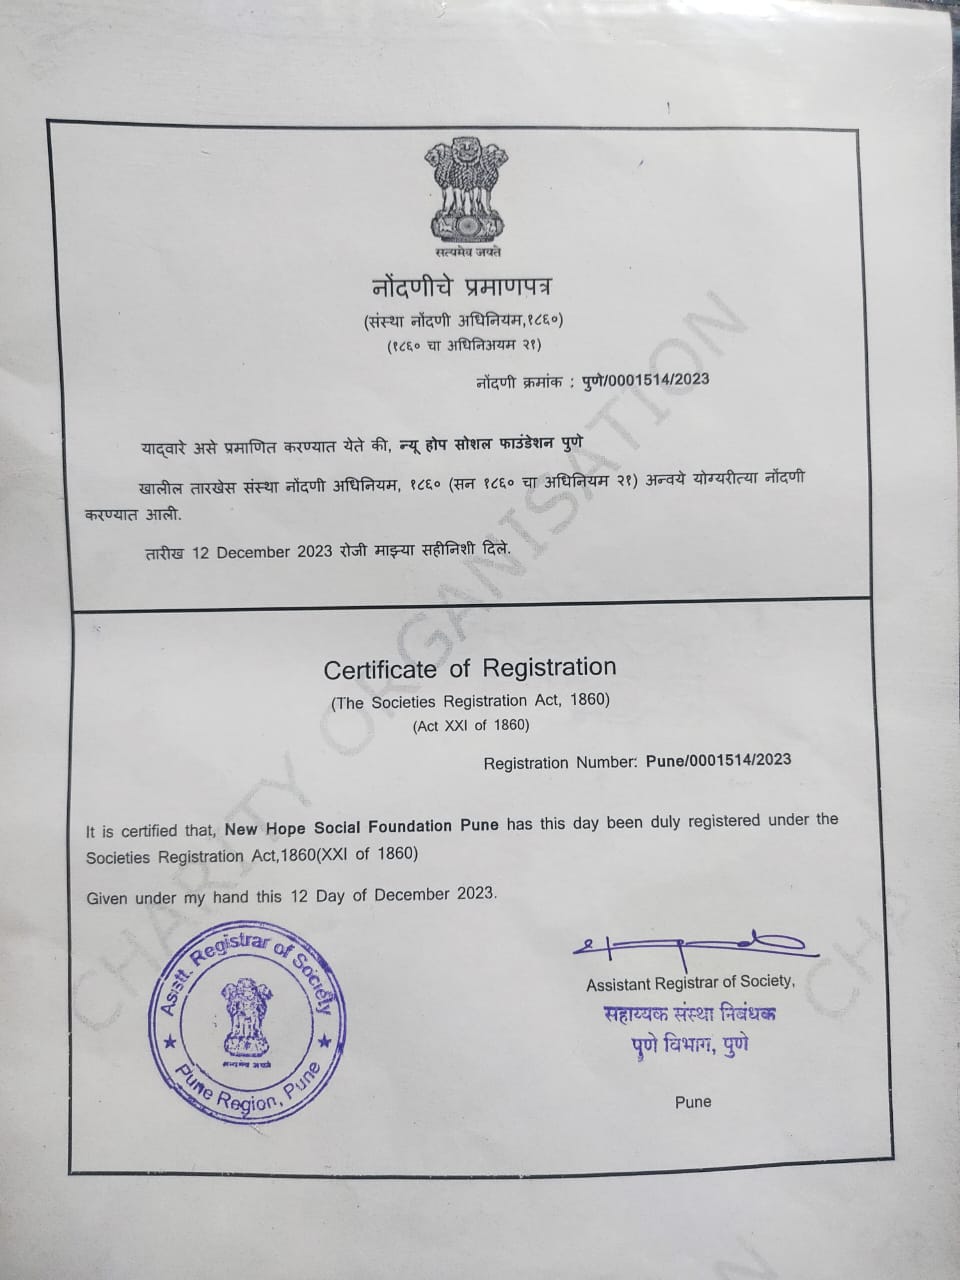 सत्यमेव जयते
नोंदणीचे प्रमाणपत्र
(संस्था नोंदणी अधिनियम,१८६०)
(१८६० चा अधिनिअयम २१)
नोंदणी क्रमांक : पुणे/0001514/2023
याद्वारे असे प्रमाणित करण्यात येते की, न्यू होप सोशल फाउंडेशन पुणे
खालील तारखेस संस्था नोंदणी अधिनियम, १८६० (सन १८६० चा अधिनियम २१) अन्वये योग्यरीत्या नोंदणी
करण्यात आली.
तारीख 12 December 2023 रोजी माझ्या सहीनिशी दिले.
Certificate of Registration
(The Societies Registration Act, 1860)
(Act XXI of 1860)
Registration Number: Pune/0001514/2023
It is certified that, New Hope Social Foundation Pune has this day been duly registered under the
Societies Registration Act,1860(XXI of 1860)
Given under my hand this 12 Day of December 2023.
Asistt. Registrar of Society
Pune Region, Pune
Assistant Registrar of Society,
सहाय्यक संस्था निबंधक
पुणे विभाग, पुणे
Pune
CHARITY ORGANISATION